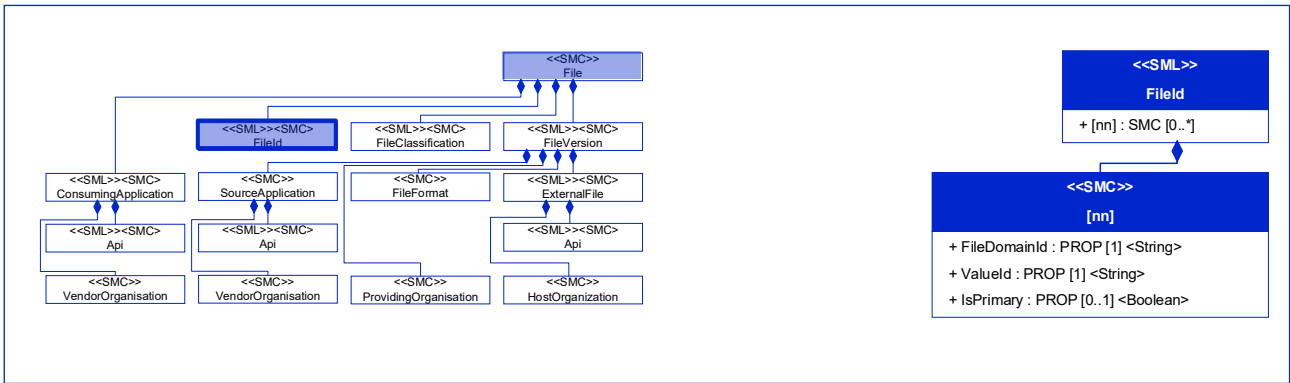 <<SMC>>
File
<<SML>><SMC>
FileId
<<SML>><SMC>
FileClassification
<<SML>><SMC>
FileVersion
<<SML>><SMC>
ConsumingApplication
<<SMC>>
SourceApplication
<<SMC>>
FileFormat
<<SML>><SMC>
ExternalFile
<<SML>><SMC>
Api
<<SML>><SMC>
Api
<<SML>><SMC>
Api
<<SMC>>
VendorOrganisation
<<SMC>>
VendorOrganisation
<<SMC>>
ProvidingOrganisation
<<SMC>>
HostOrganization
<<SML>>
FileId
+ [nn] : SMC [0..*]
<<SMC>>
[nn]
+ FileDomainId : PROP [1] <String>
+ ValueId : PROP [1] <String>
+ IsPrimary : PROP [0..1] <Boolean>